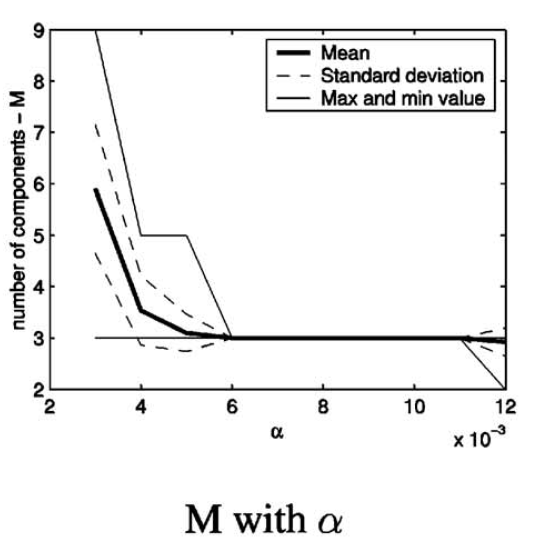 9
8
7
6
5
4
3
2
number of components – M
Mean
Standard deviation
Max and min value
2 4 6 8 10 12
α
x 10⁻³
M with α